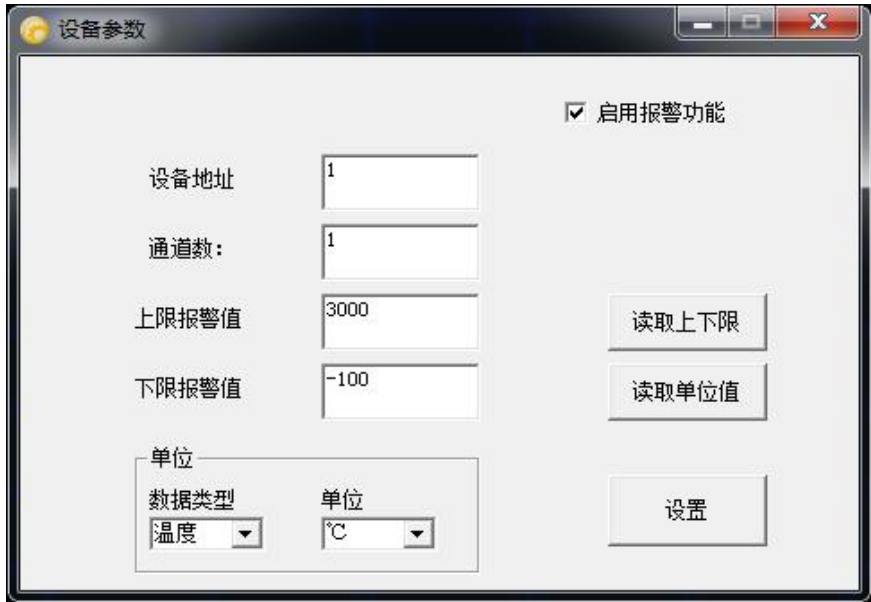 设备参数
启用报警功能
设备地址
1
通道数:
1
上限报警值
3000
读取上下限
下限报警值
-100
读取单位值
单位
数据类型
单位
温度
℃
设置